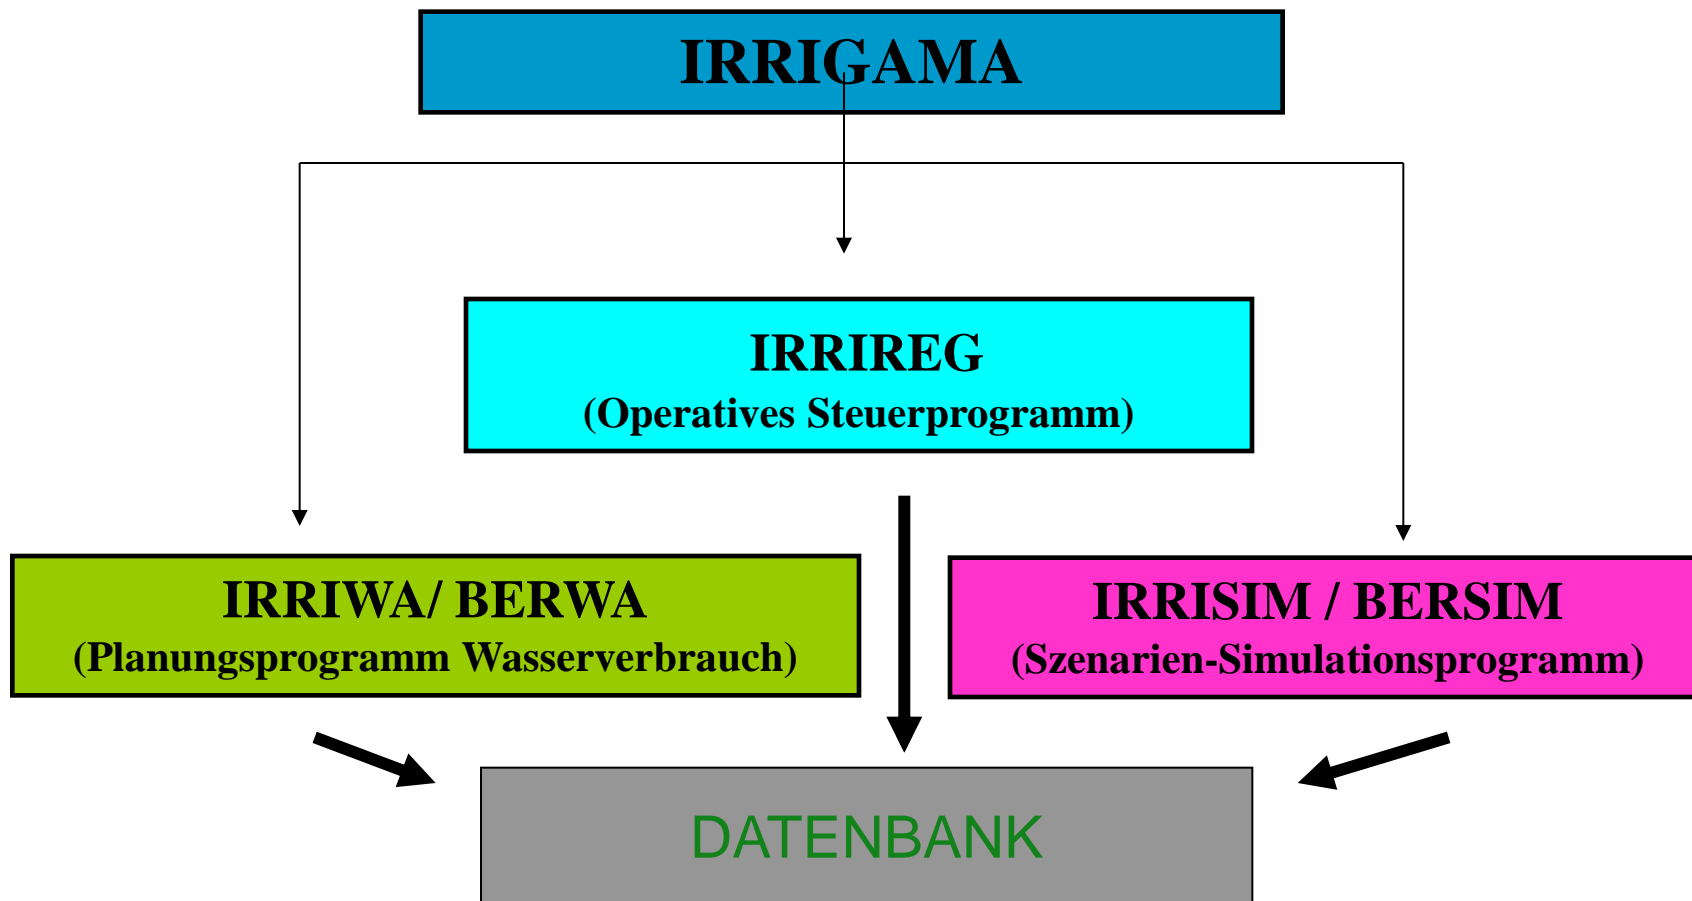 IRRIGAMA
IRRIREG
(Operatives Steuerprogramm)
IRRIWA/ BERWA
(Planungsprogramm Wasserverbrauch)
IRRISIM / BERSIM
(Szenarien-Simulationsprogramm)
DATENBANK